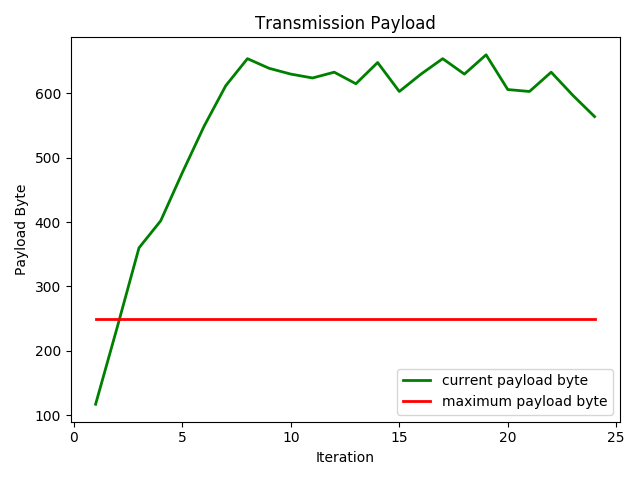 Transmission Payload
Payload Byte
600
500
400
300
200
100
0
5
10
15
20
25
Iteration
current payload byte
maximum payload byte